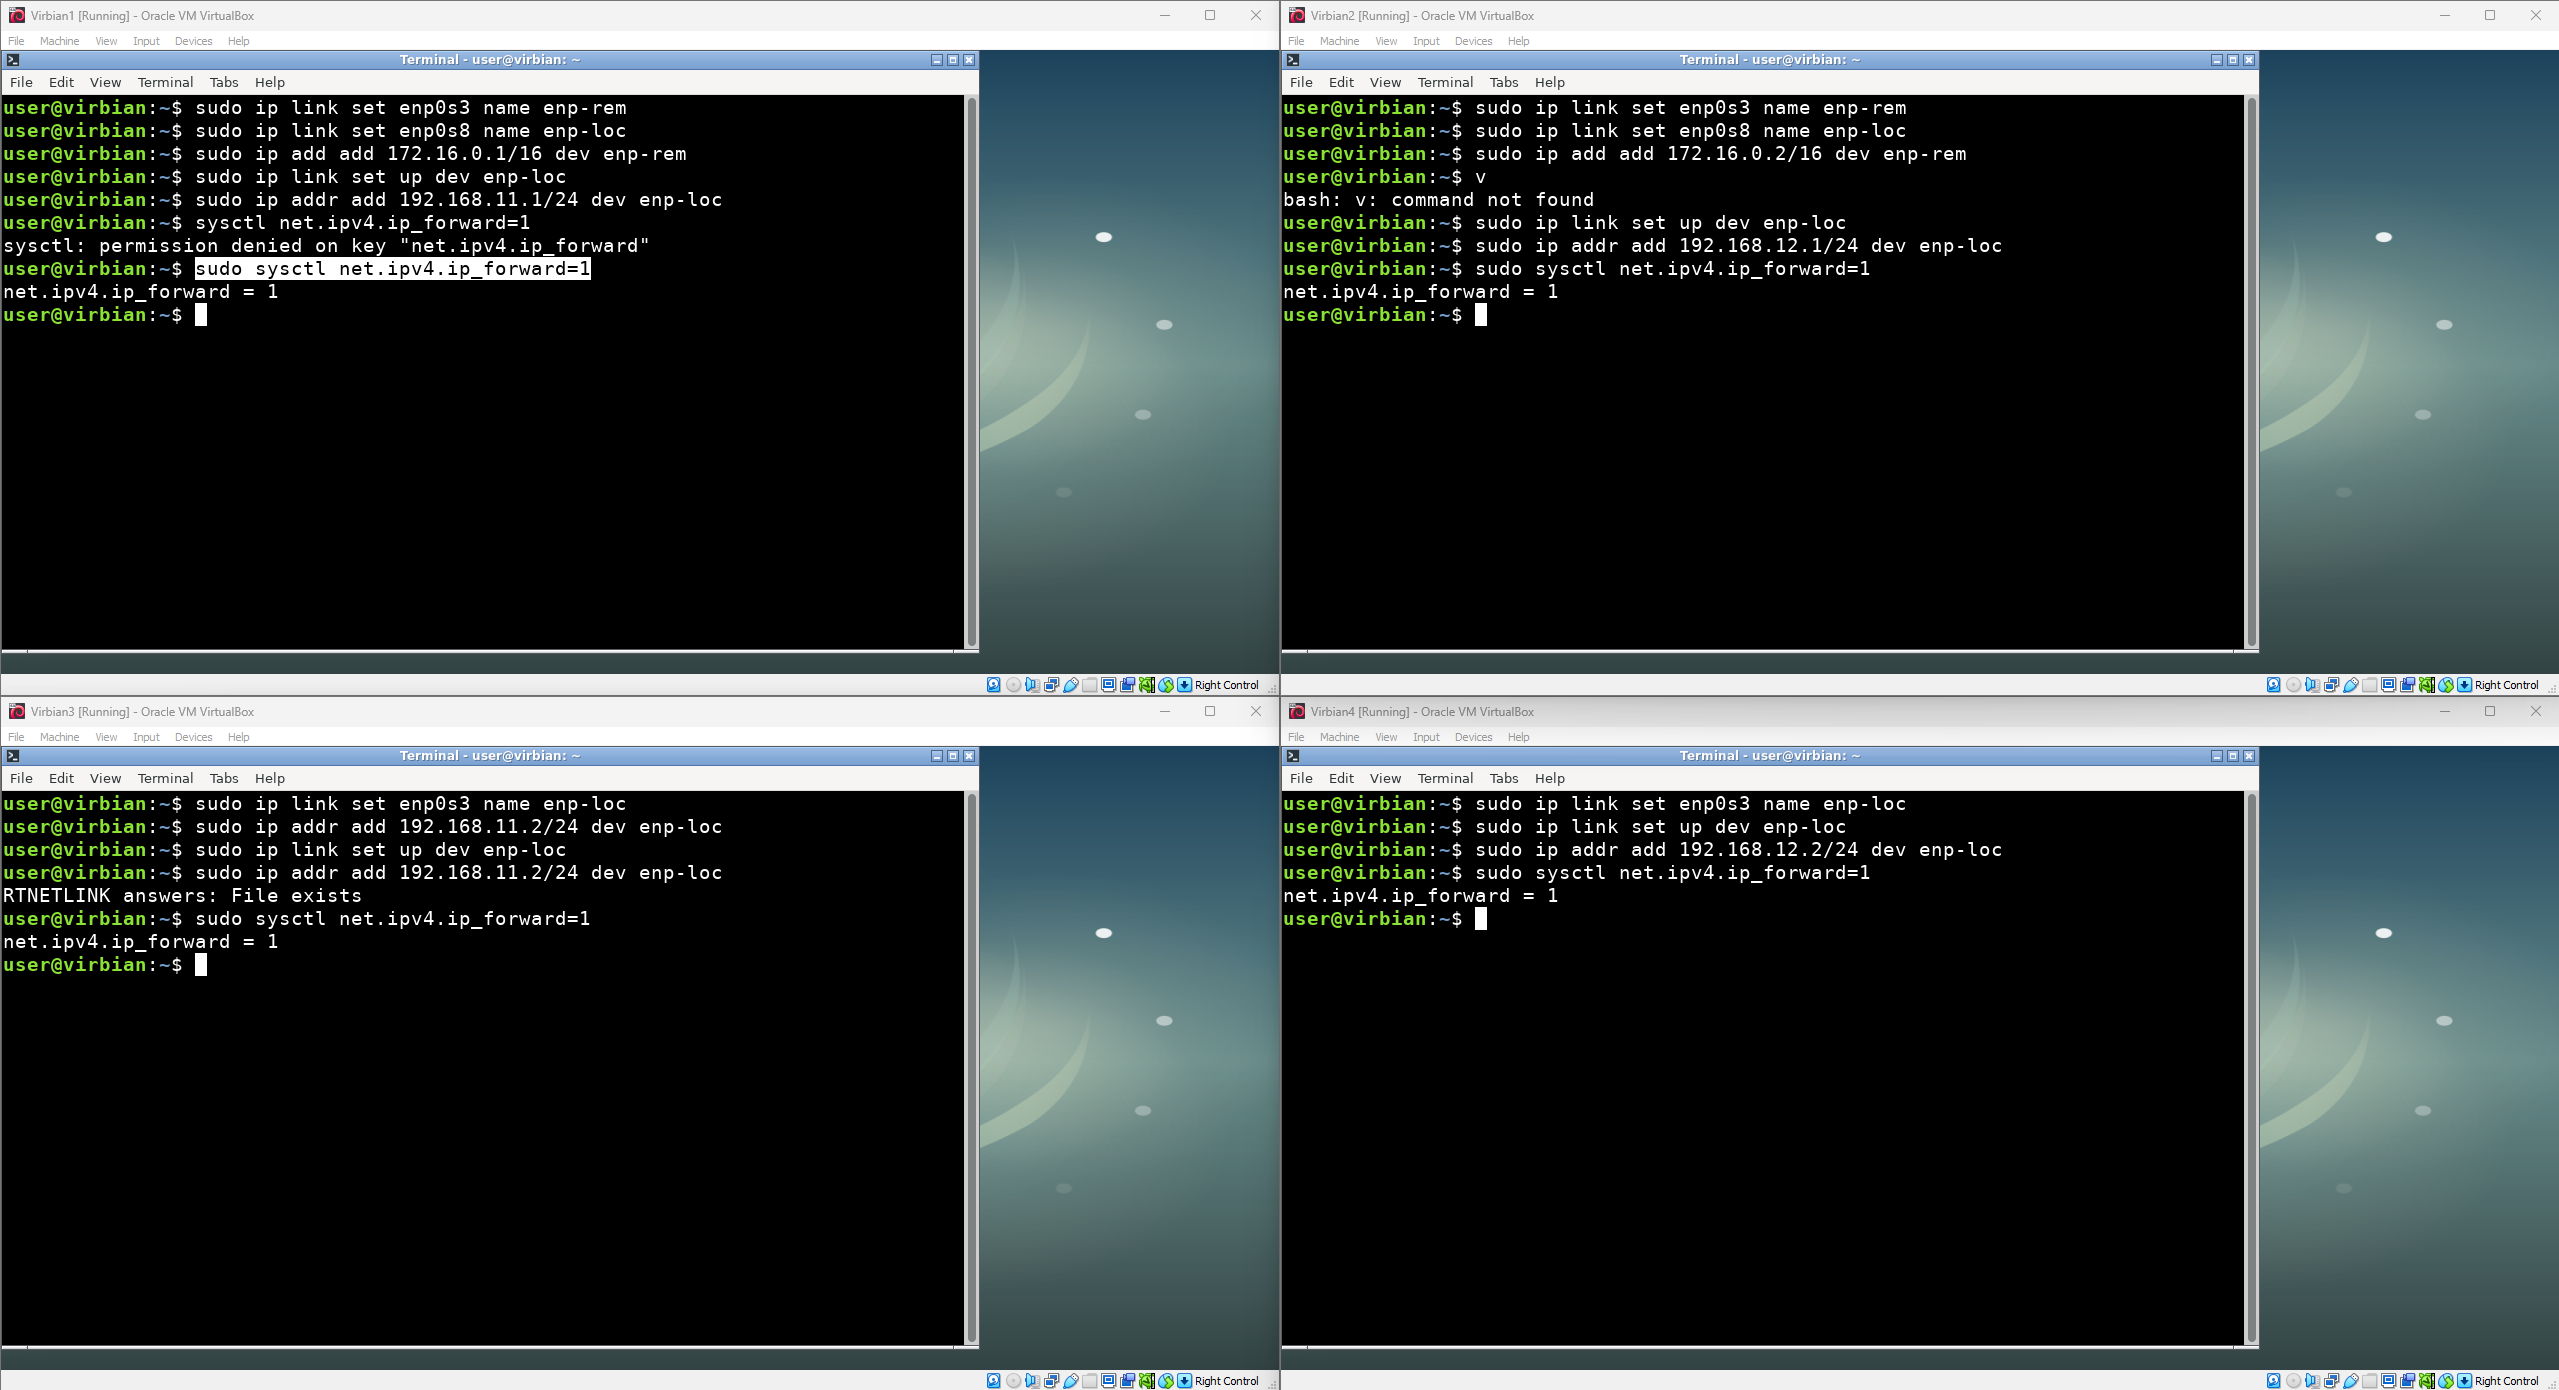 Virbian1 [Running] - Oracle VM VirtualBox
File Machine View Input Devices Help
Terminal - user@virbian: ~
File Edit View Terminal Tabs Help
user@virbian:~$ sudo ip link set enp0s3 name enp-rem
user@virbian:~$ sudo ip link set enp0s8 name enp-loc
user@virbian:~$ sudo ip add add 172.16.0.1/16 dev enp-rem
user@virbian:~$ sudo ip link set up dev enp-loc
user@virbian:~$ sudo ip addr add 192.168.11.1/24 dev enp-loc
user@virbian:~$ sysctl net.ipv4.ip_forward=1
sysctl: permission denied on key "net.ipv4.ip_forward"
user@virbian:~$ sudo sysctl net.ipv4.ip_forward=1
net.ipv4.ip_forward = 1
user@virbian:~$
Right Control
Virbian2 [Running] - Oracle VM VirtualBox
File Machine View Input Devices Help
Terminal - user@virbian: ~
File Edit View Terminal Tabs Help
user@virbian:~$ sudo ip link set enp0s3 name enp-rem
user@virbian:~$ sudo ip link set enp0s8 name enp-loc
user@virbian:~$ sudo ip add add 172.16.0.2/16 dev enp-rem
user@virbian:~$ v
bash: v: command not found
user@virbian:~$ sudo ip link set up dev enp-loc
user@virbian:~$ sudo ip addr add 192.168.12.1/24 dev enp-loc
user@virbian:~$ sudo sysctl net.ipv4.ip_forward=1
net.ipv4.ip_forward = 1
user@virbian:~$
Right Control
Virbian3 [Running] - Oracle VM VirtualBox
File Machine View Input Devices Help
Terminal - user@virbian: ~
File Edit View Terminal Tabs Help
user@virbian:~$ sudo ip link set enp0s3 name enp-loc
user@virbian:~$ sudo ip addr add 192.168.11.2/24 dev enp-loc
user@virbian:~$ sudo ip link set up dev enp-loc
user@virbian:~$ sudo ip addr add 192.168.11.2/24 dev enp-loc
RTNETLINK answers: File exists
user@virbian:~$ sudo sysctl net.ipv4.ip_forward=1
net.ipv4.ip_forward = 1
user@virbian:~$
Right Control
Virbian4 [Running] - Oracle VM VirtualBox
File Machine View Input Devices Help
Terminal - user@virbian: ~
File Edit View Terminal Tabs Help
user@virbian:~$ sudo ip link set enp0s3 name enp-loc
user@virbian:~$ sudo ip link set up dev enp-loc
user@virbian:~$ sudo ip addr add 192.168.12.2/24 dev enp-loc
user@virbian:~$ sudo sysctl net.ipv4.ip_forward=1
net.ipv4.ip_forward = 1
user@virbian:~$
Right Control